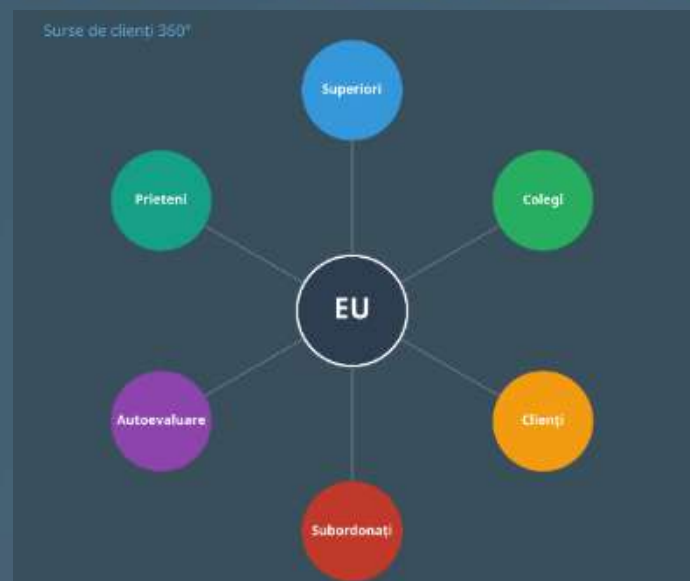 Surse de clienți 360°
Superiori
Prieteni
Colegi
EU
Autoevaluare
Clienți
Subordonați